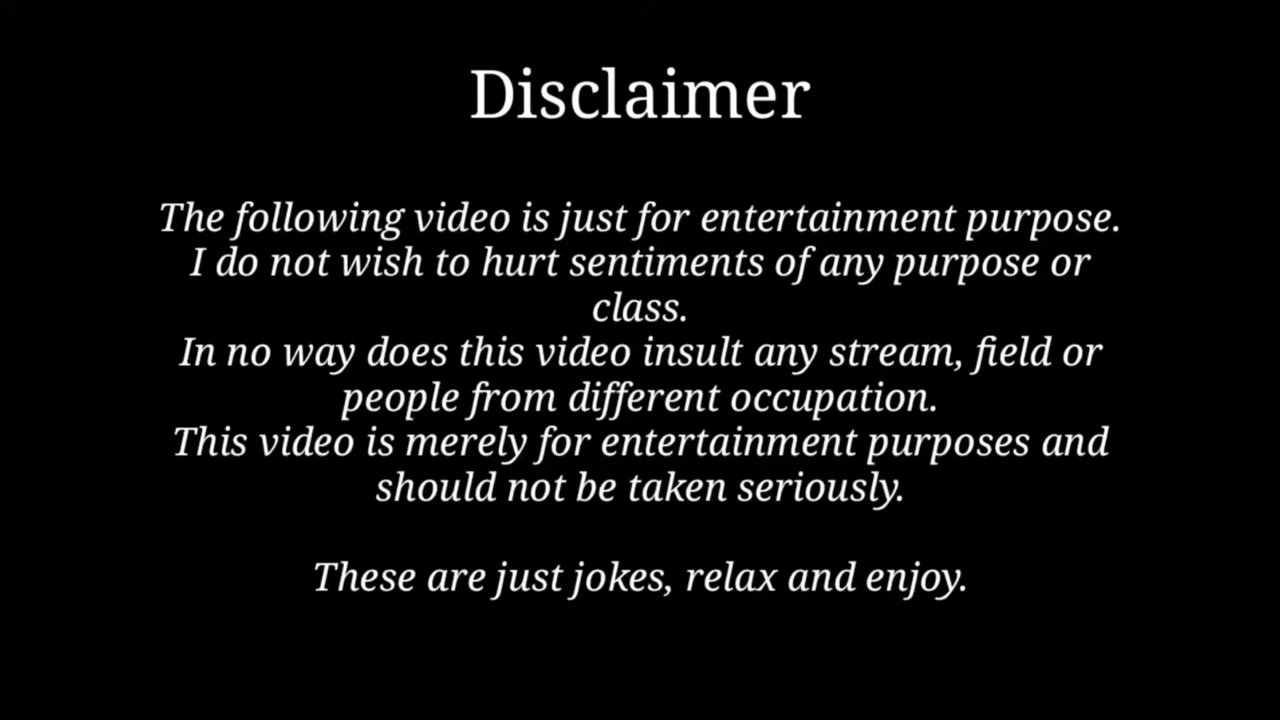 Disclaimer
The following video is just for entertainment purpose.
I do not wish to hurt sentiments of any purpose or
class.
In no way does this video insult any stream, field or
people from different occupation.
This video is merely for entertainment purposes and
should not be taken seriously.
These are just jokes, relax and enjoy.